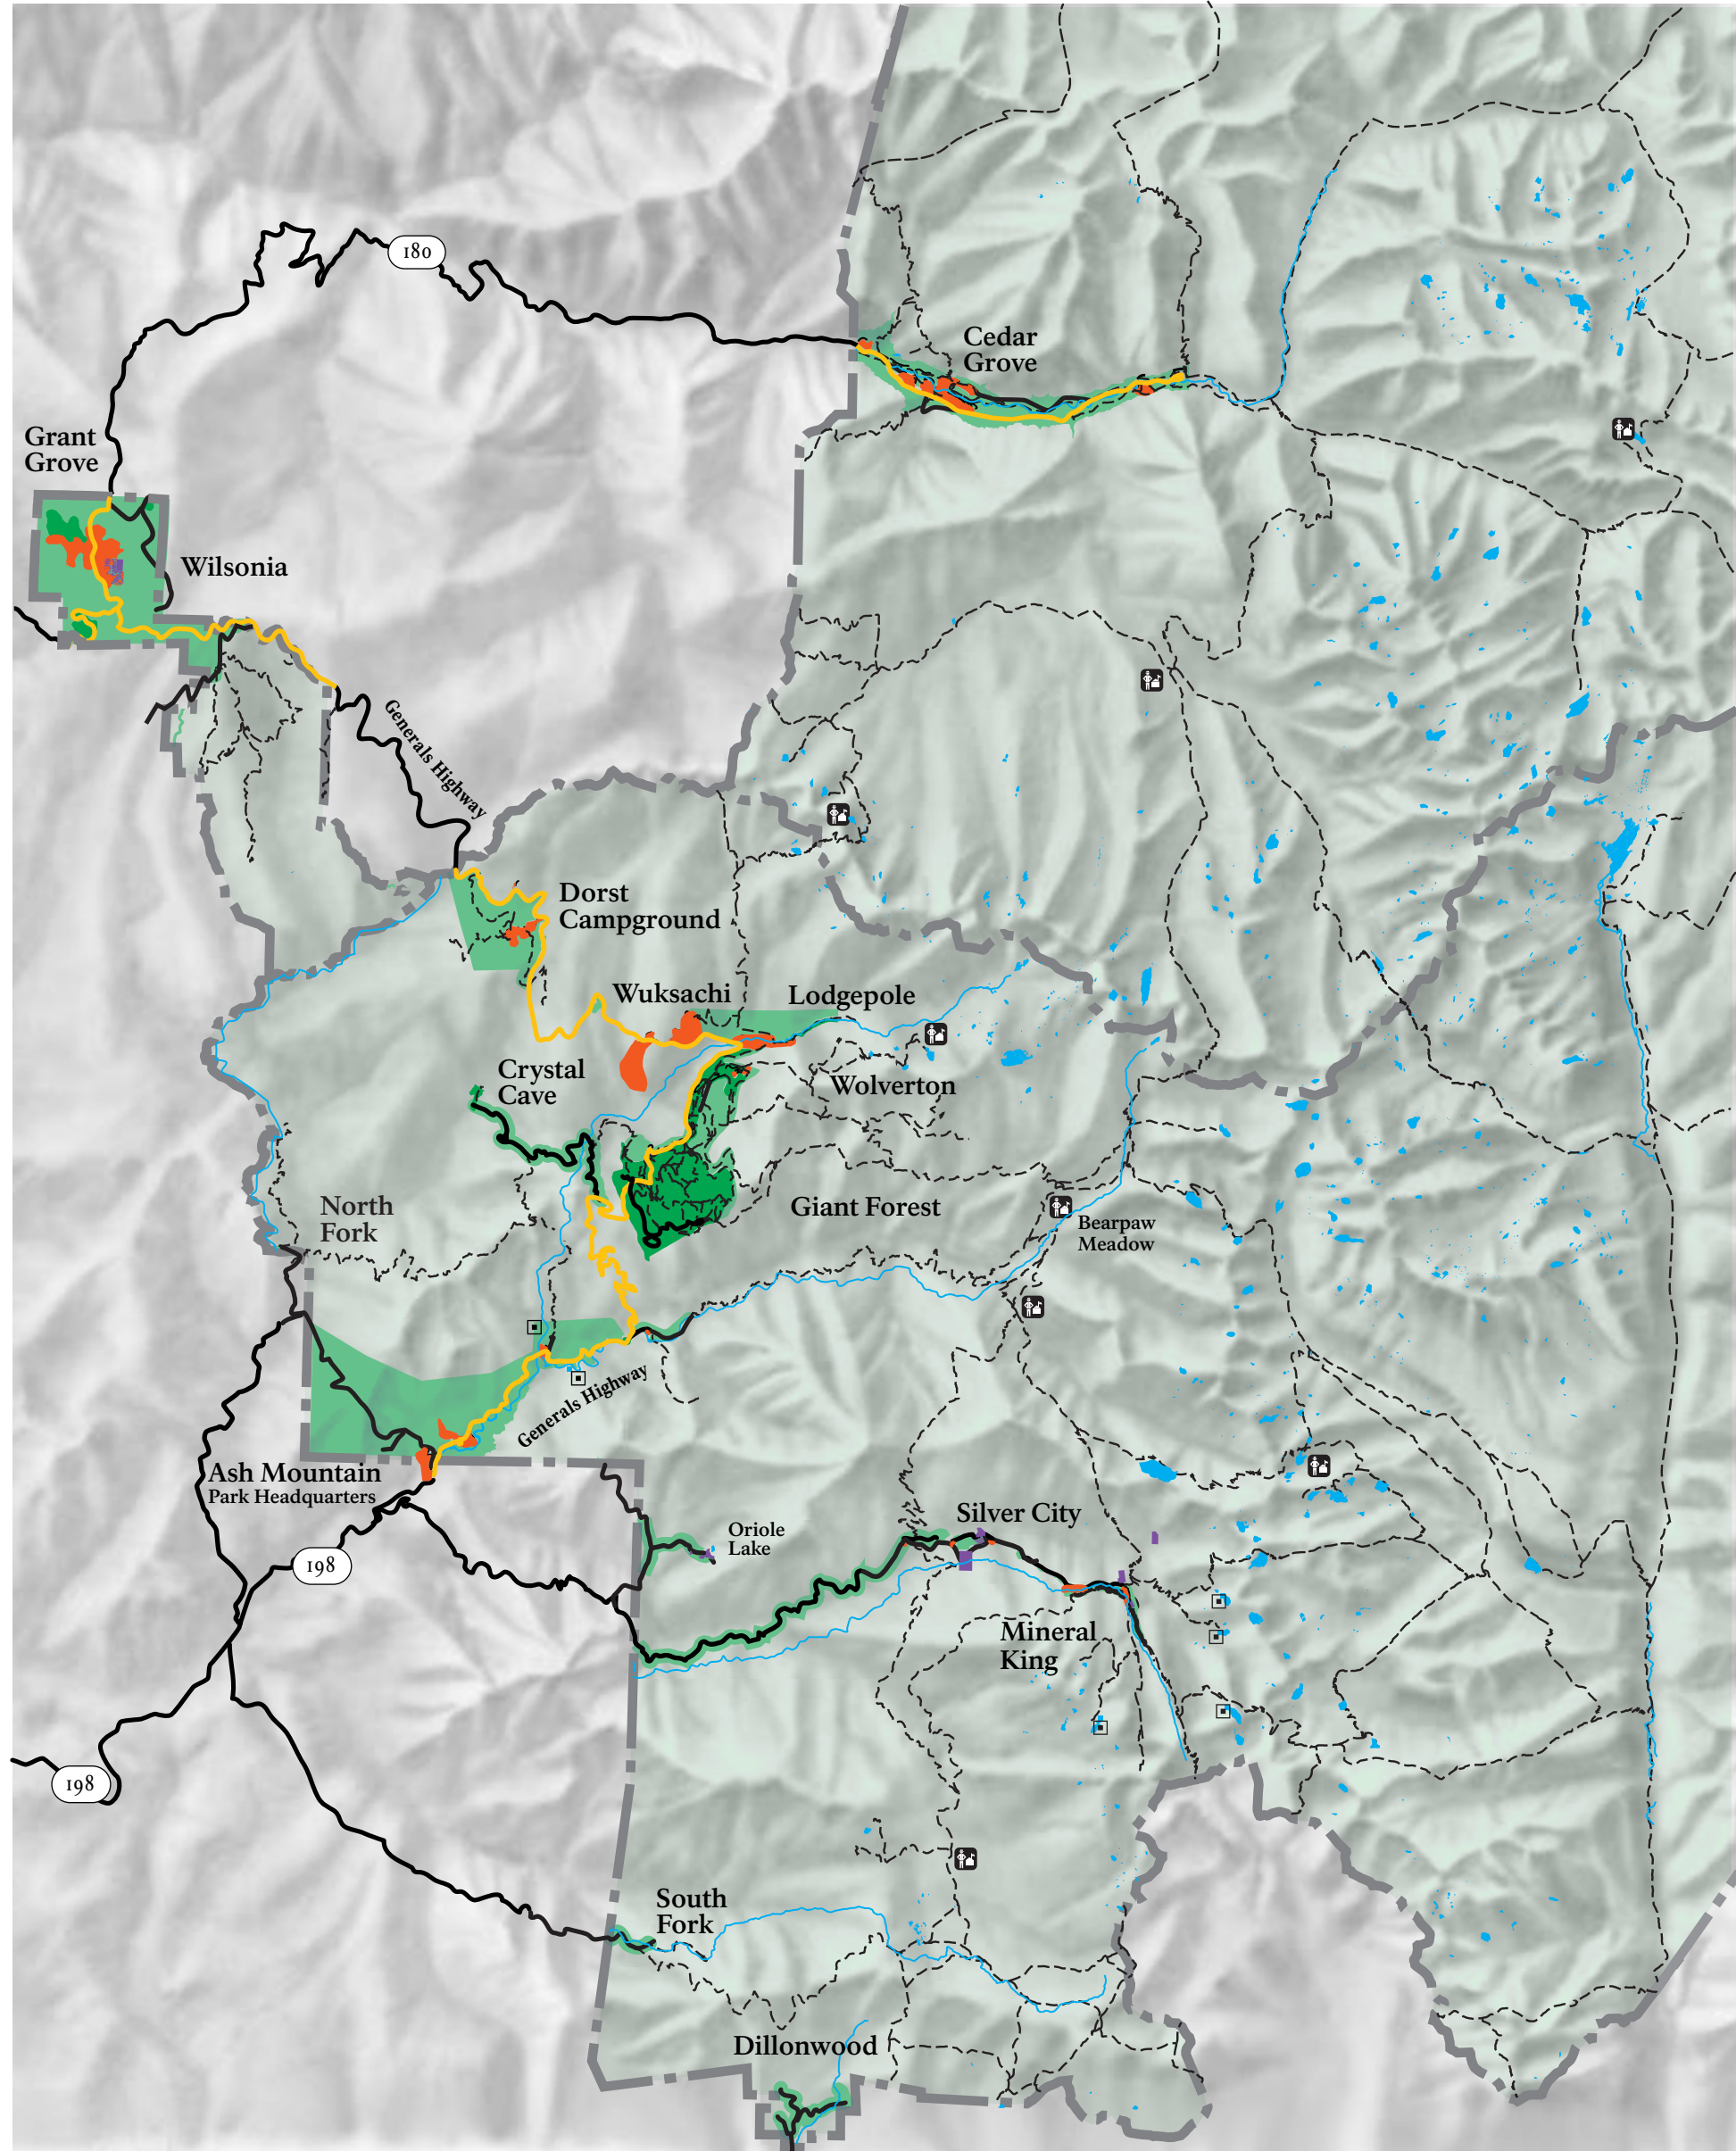 180
Cedar
Grove
Grant
Grove
Wilsonia
Generals Highway
Dorst
Campground
Wuksachi
Lodgepole
Crystal
Cave
Wolverton
North
Fork
Giant Forest
Bearpaw
Meadow
Generals Highway
Ash Mountain
Park Headquarters
Silver City
Oriole
Lake
198
Mineral
King
198
South
Fork
Dillonwood